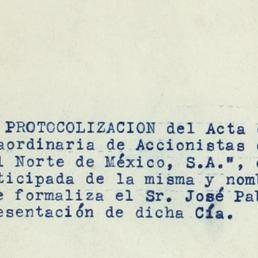 PROTOCOLIZACION del Acta
aordinaria de Accionistas
l Norte de México, S.A.",
ticipada de la misma y nomb
e formaliza el Sr. José Pab
esentación de dicha Cía.